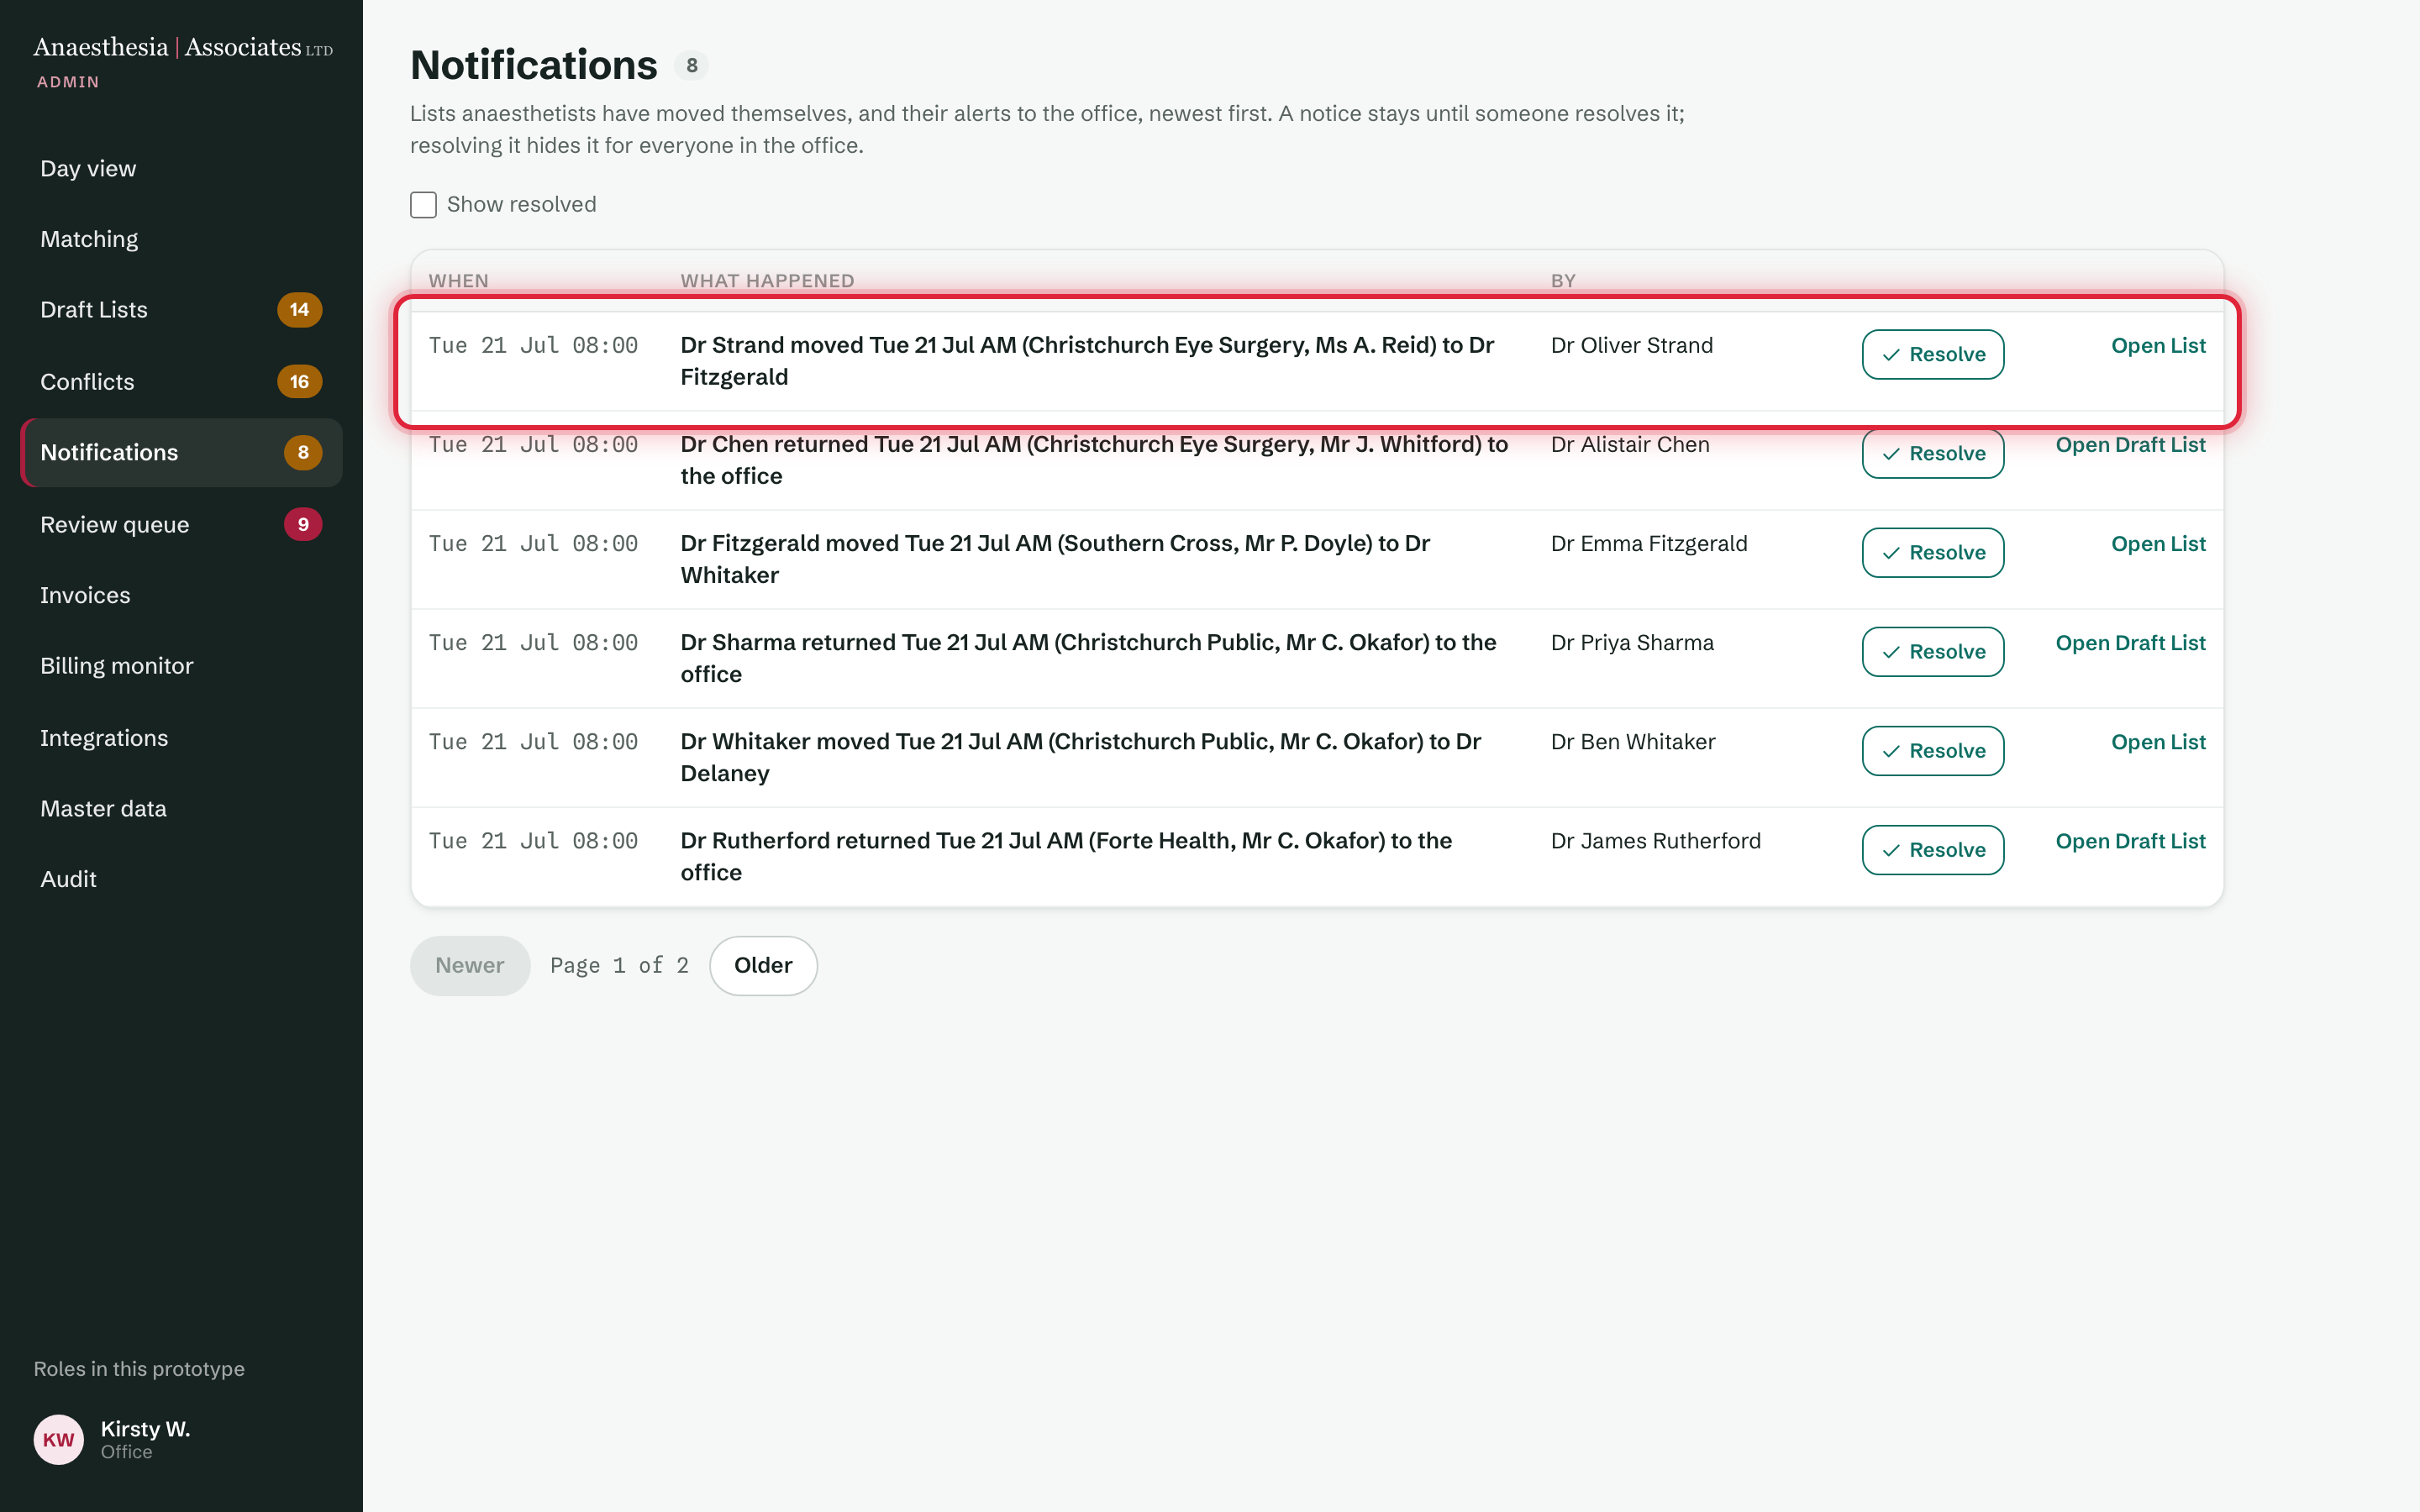 Anaesthesia | Associates LTD
ADMIN
Day view
Matching
Draft Lists 14
Conflicts 16
Notifications 8
Review queue 9
Invoices
Billing monitor
Integrations
Master data
Audit
Roles in this prototype
KW
Kirsty W.
Office
Notifications 8
Lists anaesthetists have moved themselves, and their alerts to the office, newest first. A notice stays until someone resolves it;
resolving it hides it for everyone in the office.
Show resolved
WHEN WHAT HAPPENED BY
Tue 21 Jul 08:00 Dr Strand moved Tue 21 Jul AM (Christchurch Eye Surgery, Ms A. Reid) to Dr Dr Oliver Strand Resolve Open List
Fitzgerald
Tue 21 Jul 08:00 Dr Chen returned Tue 21 Jul AM (Christchurch Eye Surgery, Mr J. Whitford) to Dr Alistair Chen Resolve Open Draft List
the office
Tue 21 Jul 08:00 Dr Fitzgerald moved Tue 21 Jul AM (Southern Cross, Mr P. Doyle) to Dr Dr Emma Fitzgerald Resolve Open List
Whitaker
Tue 21 Jul 08:00 Dr Sharma returned Tue 21 Jul AM (Christchurch Public, Mr C. Okafor) to the Dr Priya Sharma Resolve Open Draft List
office
Tue 21 Jul 08:00 Dr Whitaker moved Tue 21 Jul AM (Christchurch Public, Mr C. Okafor) to Dr Dr Ben Whitaker Resolve Open List
Delaney
Tue 21 Jul 08:00 Dr Rutherford returned Tue 21 Jul AM (Forte Health, Mr C. Okafor) to the Dr James Rutherford Resolve Open Draft List
office
Newer Page 1 of 2 Older